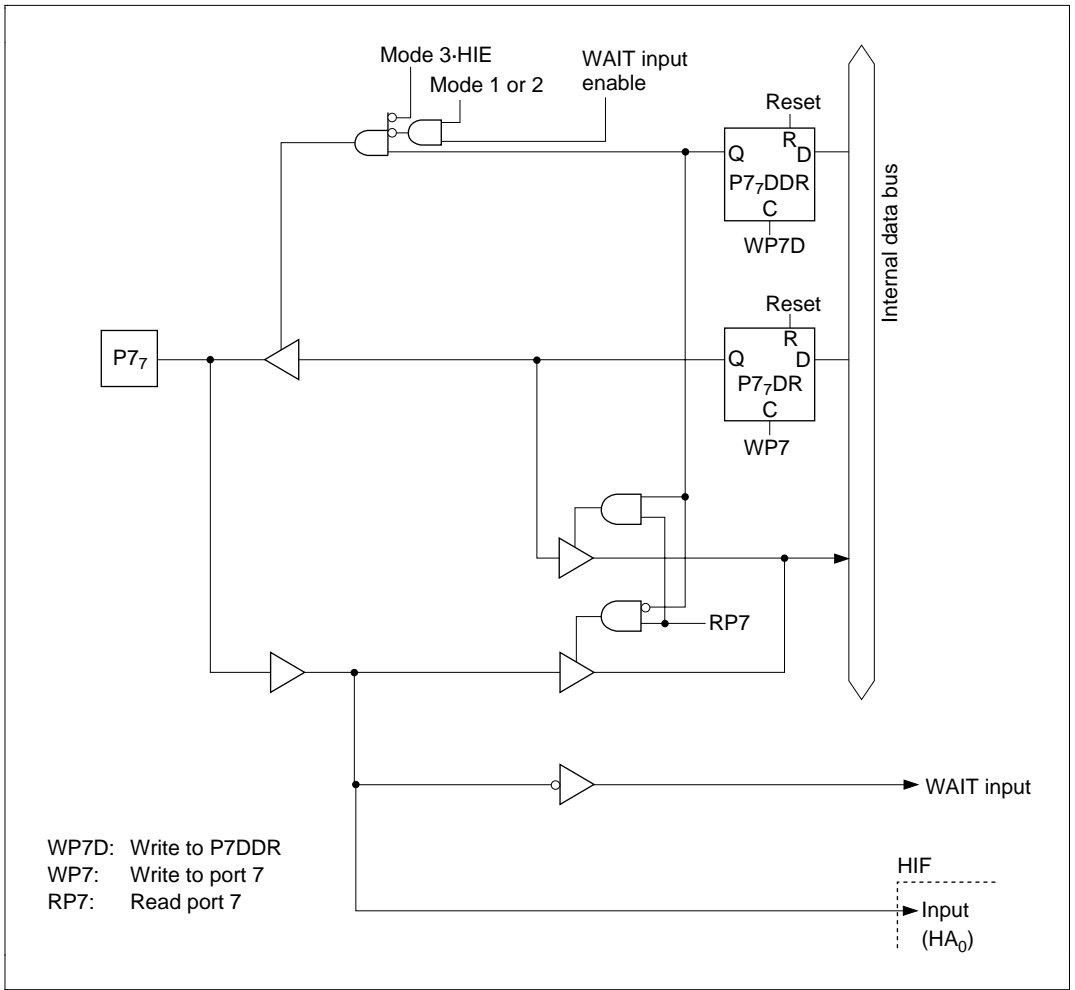 Mode 3·HIE
Mode 1 or 2
WAIT input
enable
Reset
R
Q
D
P7₇DDR
C
WP7D
Internal data bus
Reset
R
Q
D
P7₇DR
C
WP7
P7₇
RP7
WAIT input
HIF
Input
(HA₀)
WP7D: Write to P7DDR
WP7: Write to port 7
RP7: Read port 7